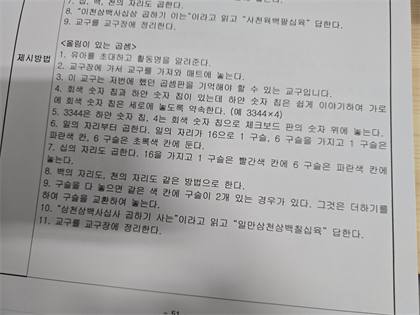 7. 십, 백, 천의 자리도 곱한다.
8. "이천삼백사십삼 곱하기 이는"이라고 읽고 "사천육백팔십육" 답한다.
9. 교구를 교구장에 정리한다.
제시방법
<올림이 있는 곱셈>
1. 유아를 초대하고 활동명을 알려준다.
2. 교구장에 가서 교구를 가져와 매트에 놓는다.
3. 이 교구는 저번에 했던 곱셈판을 기억해야 할 수 있는 교구입니다.
4. 회색 숫자 칩과 하얀 숫자 칩이 있는데 하얀 숫자 칩은 쉽게 이야기하여 가로
에 회색 숫자 칩은 세로에 놓도록 약속한다. (예 3344×4)
5. 3344은 하얀 숫자 칩, 4는 회색 숫자 칩으로 체크보드 판의 숫자 위에 놓는다.
6. 일의 자리부터 곱한다. 일의 자리가 16으로 1 구슬, 6 구슬을 가지고 1 구슬은
파란색 칸, 6 구슬은 초록색 칸에 둔다.
7. 십의 자리도 곱한다. 16을 가지고 1 구슬은 빨간색 칸에 6 구슬은 파란색 칸에
놓는다.
8. 백의 자리도, 천의 자리도 같은 방법으로 한다.
9. 구슬을 다 놓으면 같은 색 칸에 구슬이 2개 있는 경우가 있다. 그것은 더하기를
하여 구슬을 교환하여 놓는다.
10. "삼천삼백사십사 곱하기 사는"이라고 읽고 "일만삼천삼백칠십육" 답한다.
11. 교구를 교구장에 정리한다.
- 51